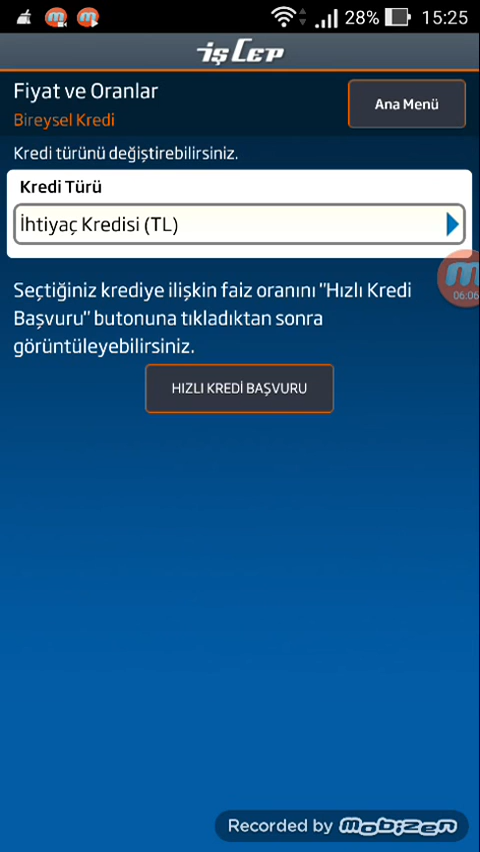 28% 15:25
işCep
Fiyat ve Oranlar
Bireysel Kredi
Ana Menü
Kredi türünü değiştirebilirsiniz.
Kredi Türü
İhtiyaç Kredisi (TL)
06:06
Seçtiğiniz krediye ilişkin faiz oranını "Hızlı Kredi
Başvuru" butonuna tıkladıktan sonra
görüntüleyebilirsiniz.
HIZLI KREDİ BAŞVURU
Recorded by mobizen